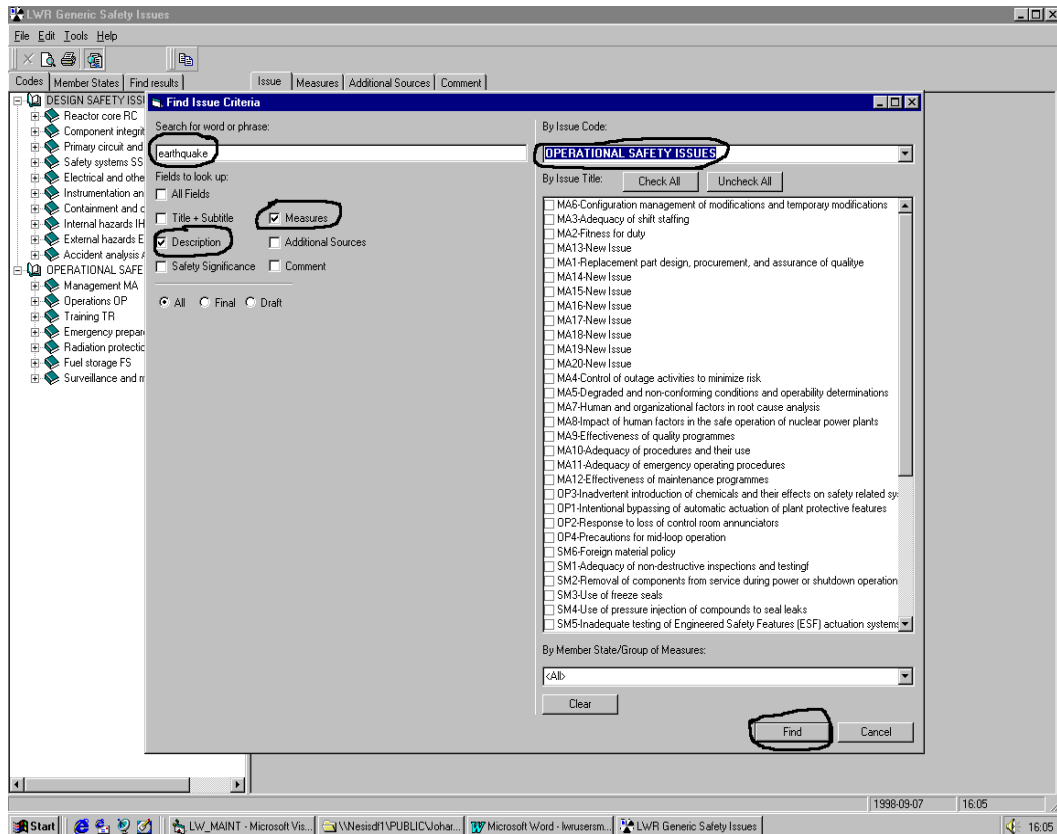 LWR Generic Safety Issues
File Edit Tools Help
Codes Member States Find results Issue Measures Additional Sources Comment
DESIGN SAFETY ISS
Reactor core RC
Component integrit
Primary circuit and
Safety systems SS
Electrical and othe
Instrumentation an
Containment and c
Internal hazards IH
External hazards E
Accident analysis A
OPERATIONAL SAFE
Management MA
Operations OP
Training TR
Emergency prepare
Radiation protectic
Fuel storage FS
Surveillance and m
Find Issue Criteria
Search for word or phrase:
earthquake
Fields to look up:
All Fields
Title + Subtitle Measures
Description Additional Sources
Safety Significance Comment
All Final Draft
By Issue Code:
OPERATIONAL SAFETY ISSUES
By Issue Title: Check All Uncheck All
MA6-Configuration management of modifications and temporary modifications
MA3-Adequacy of shift staffing
MA2-Fitness for duty
MA13-New Issue
MA1-Replacement part design, procurement, and assurance of qualitye
MA14-New Issue
MA15-New Issue
MA16-New Issue
MA17-New Issue
MA18-New Issue
MA19-New Issue
MA20-New Issue
MA4-Control of outage activities to minimize risk
MA5-Degraded and non-conforming conditions and operability determinations
MA7-Human and organizational factors in root cause analysis
MA8-Impact of human factors in the safe operation of nuclear power plants
MA9-Effectiveness of quality programmes
MA10-Adequacy of procedures and their use
MA11-Adequacy of emergency operating procedures
MA12-Effectiveness of maintenance programmes
OP3-Inadvertent introduction of chemicals and their effects on safety related sy
OP1-Intentional bypassing of automatic actuation of plant protective features
OP2-Response to loss of control room annunciators
OP4-Precautions for mid-loop operation
SM6-Foreign material policy
SM1-Adequacy of non-destructive inspections and testingf
SM2-Removal of components from service during power or shutdown operation
SM3-Use of freeze seals
SM4-Use of pressure injection of compounds to seal leaks
SM5-Inadequate testing of Engineered Safety Features (ESF) actuation systems
By Member State/Group of Measures:
<All>
Clear
Find Cancel
1998-09-07 16:05
Start LW_MAINT - Microsoft Vis... \\Nesisdf1\PUBLIC\Johar... Microsoft Word - lwrusersm... LWR Generic Safety Issues 16:05